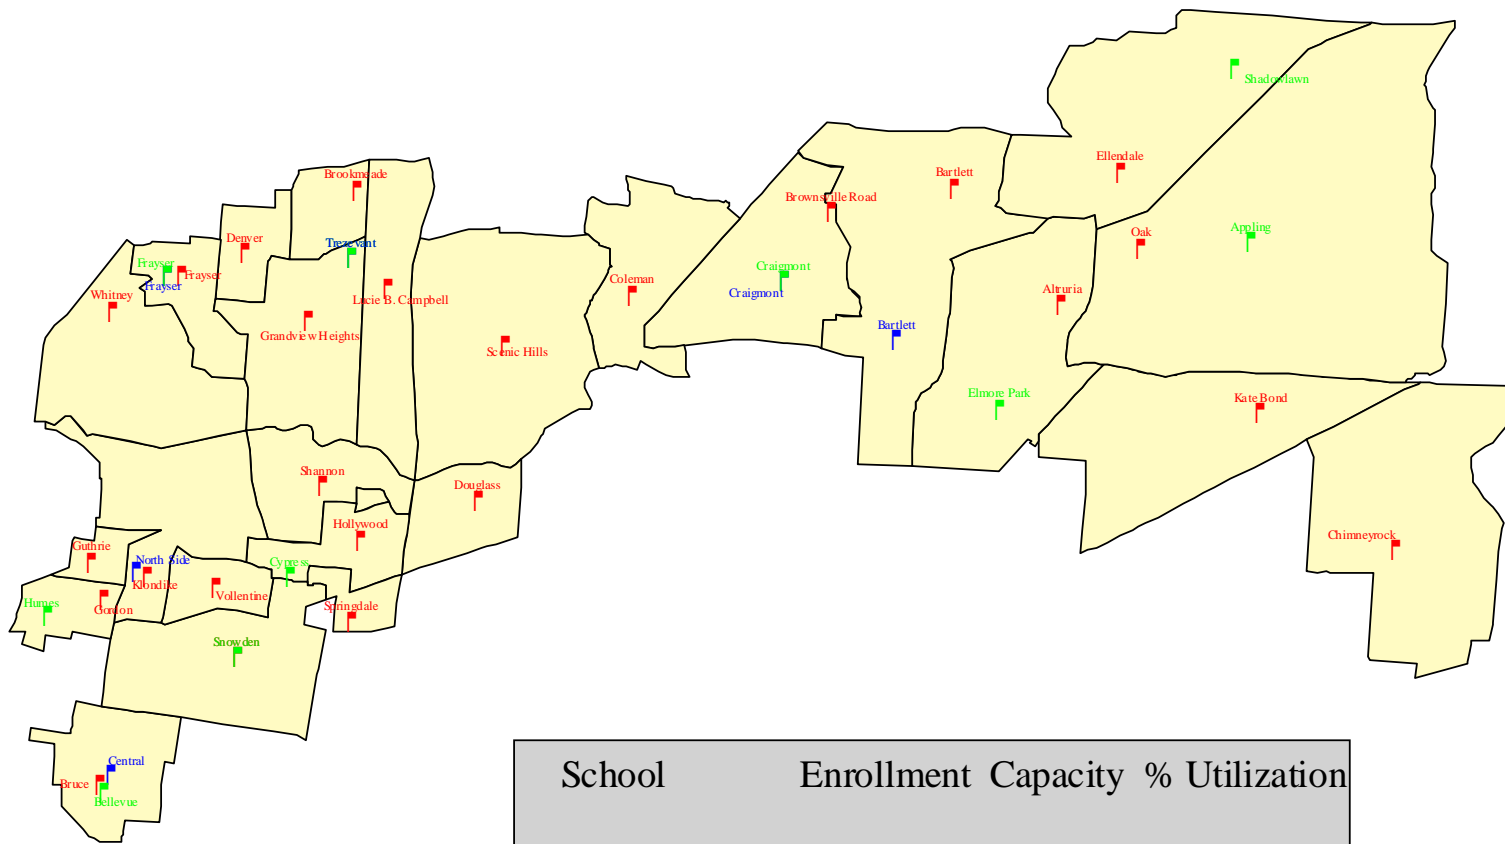 Shadowlawn
Ellendale
Brookmeade
Bartlett
Brownsville Road
Appling
Oak
Denver
Trezevant
Frayser
Frayser
Frayser
Craigmont
Craigmont
Coleman
Altruria
Whitney
Lucie B. Campbell
Bartlett
Grandview Heights
Scenic Hills
Elmore Park
Kate Bond
Shannon
Douglass
Hollywood
Chimneyrock
Guthrie
North Side
Cypress
Klondike
Vollentine
Humes
Gordon
Springdale
Snowden
Central
Bruce
Bellevue
School Enrollment Capacity % Utilization